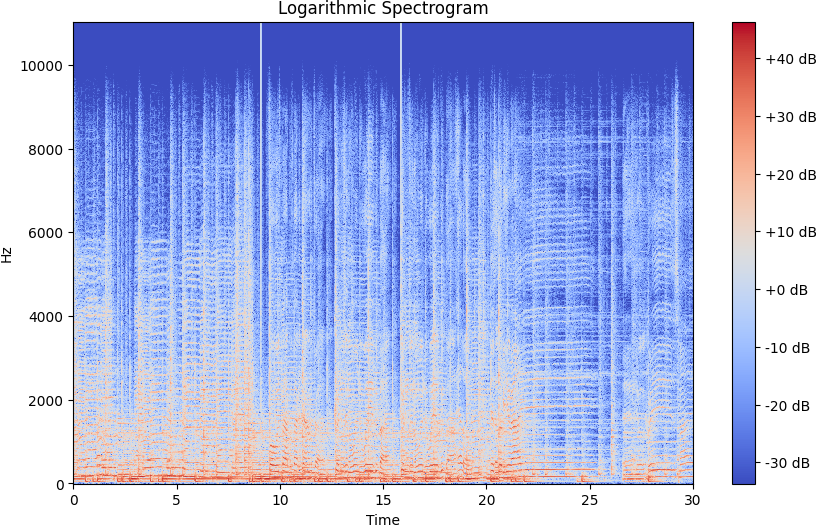 Logarithmic Spectrogram
Hz
10000
8000
6000
4000
2000
0
0 5 10 15 20 25 30
Time
+40 dB
+30 dB
+20 dB
+10 dB
+0 dB
-10 dB
-20 dB
-30 dB